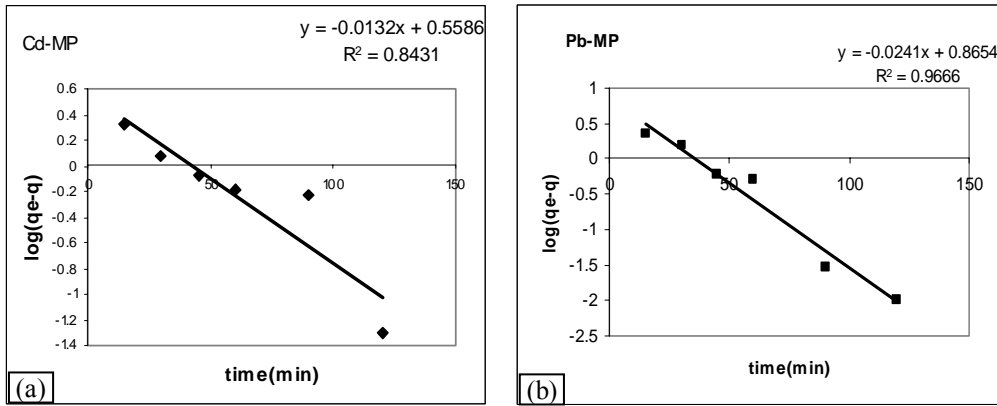 Cd-MP
y = -0.0132x + 0.5586
R² = 0.8431
0.6
0.4
0.2
0
-0.2
-0.4
-0.6
-0.8
-1
-1.2
-1.4
0
50
100
150
log(qe-q)
time(min)
(a)
Pb-MP
y = -0.0241x + 0.8654
R² = 0.9666
1
0.5
0
-0.5
-1
-1.5
-2
-2.5
0
50
100
150
log(qe-q)
time(min)
(b)